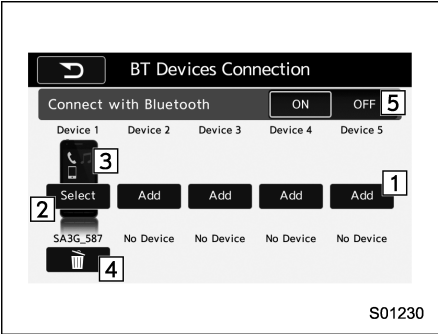 BT Devices Connection
Connect with Bluetooth ON OFF 5
Device 1 Device 2 Device 3 Device 4 Device 5
3
1
Select Add Add Add Add
2
SA3G_587 No Device No Device No Device No Device
4
S01230